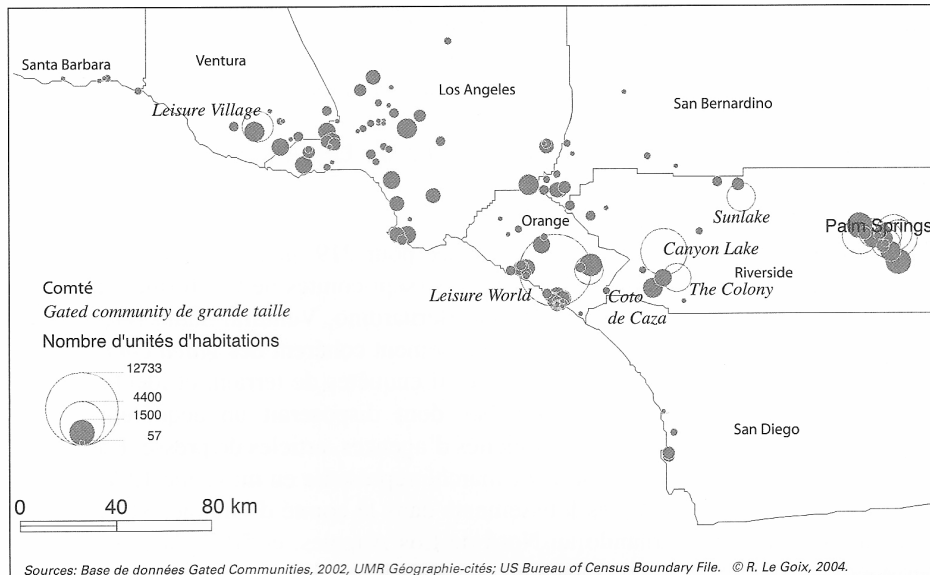 Santa Barbara
Ventura
Los Angeles
San Bernardino
Leisure Village
Orange
Sunlake
Palm Springs
Canyon Lake
Riverside
Leisure World
The Colony
Coto
de Caza
San Diego
Comté
Gated community de grande taille
Nombre d'unités d'habitations
12733
4400
1500
57
0 40 80 km
Sources: Base de données Gated Communities, 2002, UMR Géographie-cités; US Bureau of Census Boundary File. © R. Le Goix, 2004.